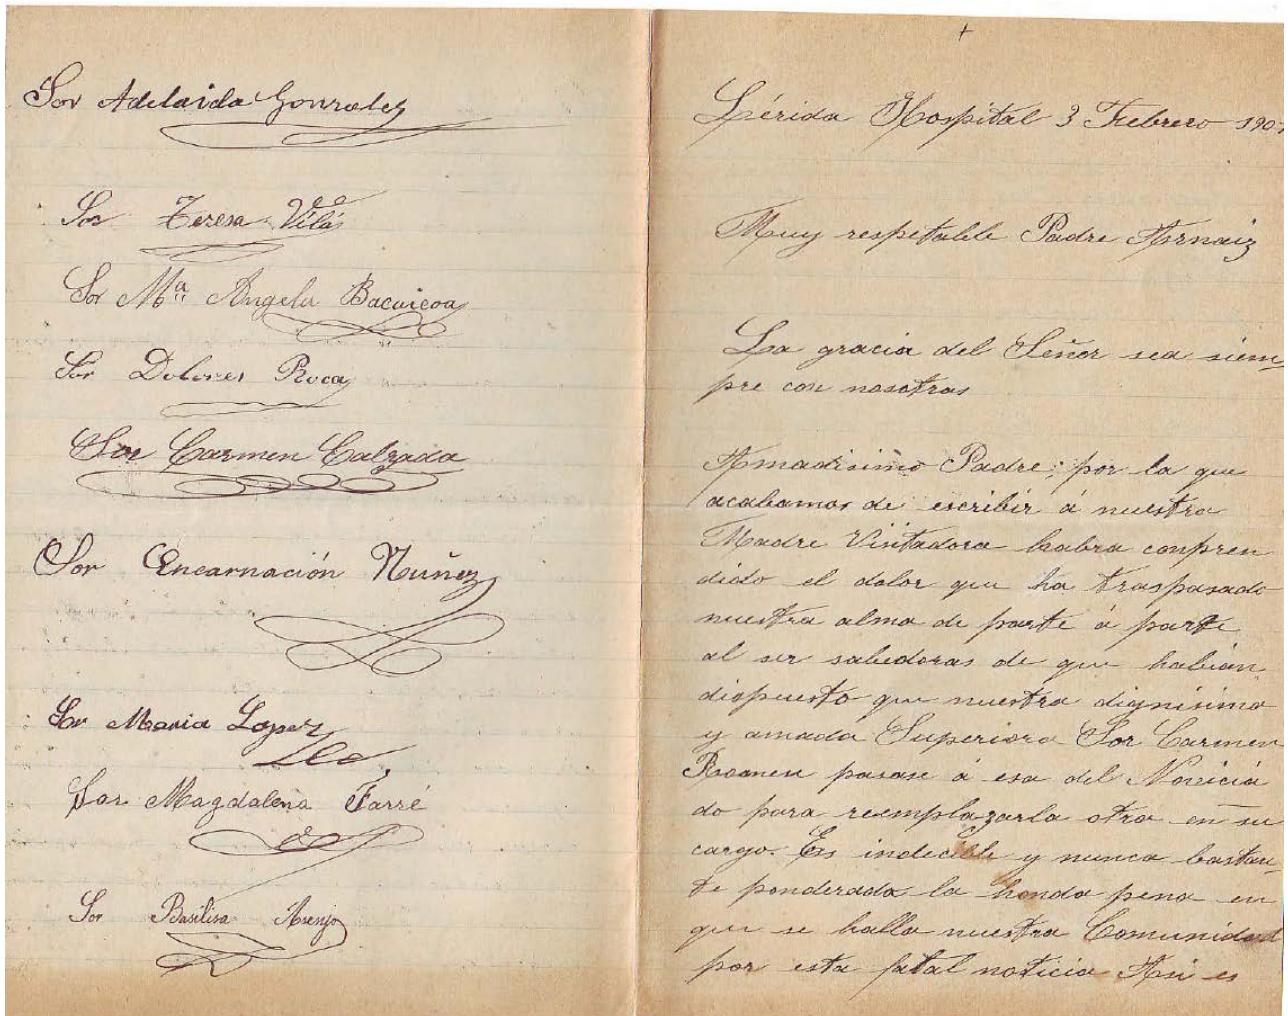 Sor Adelaida Gonzalez
Sor Teresa Vilá
Sor Mª Angela Bacaicoa
Sor Dolores Roca
Sor Carmen Calzada
Sor Encarnación Nuñez
Sor Maria Lopez
Sor Magdalena Farré
Sor Basilisa Asenjo
+
Lérida Hospital 3 Febrero
Muy respetable Padre Arnaiz
La gracia del Señor sea siem
pre con nosotras
Amadisimo Padre: por la que
acabamos de escribir á nuestra
Madre Visitadora habra conpren
dido el dolor que ha traspasado
nuestra alma de parte á parte
al ser sabedoras de que habian
dispuesto que nuestra dignisima
y amada Superiora Sor Carmen
pasase á esa del Novicia
do para reemplazarla otra en su
cargo. Es indecible y nunca bastan
te ponderada la honda pena en
que se halla nuestra Comunidad
por esta fatal noticia Asi es